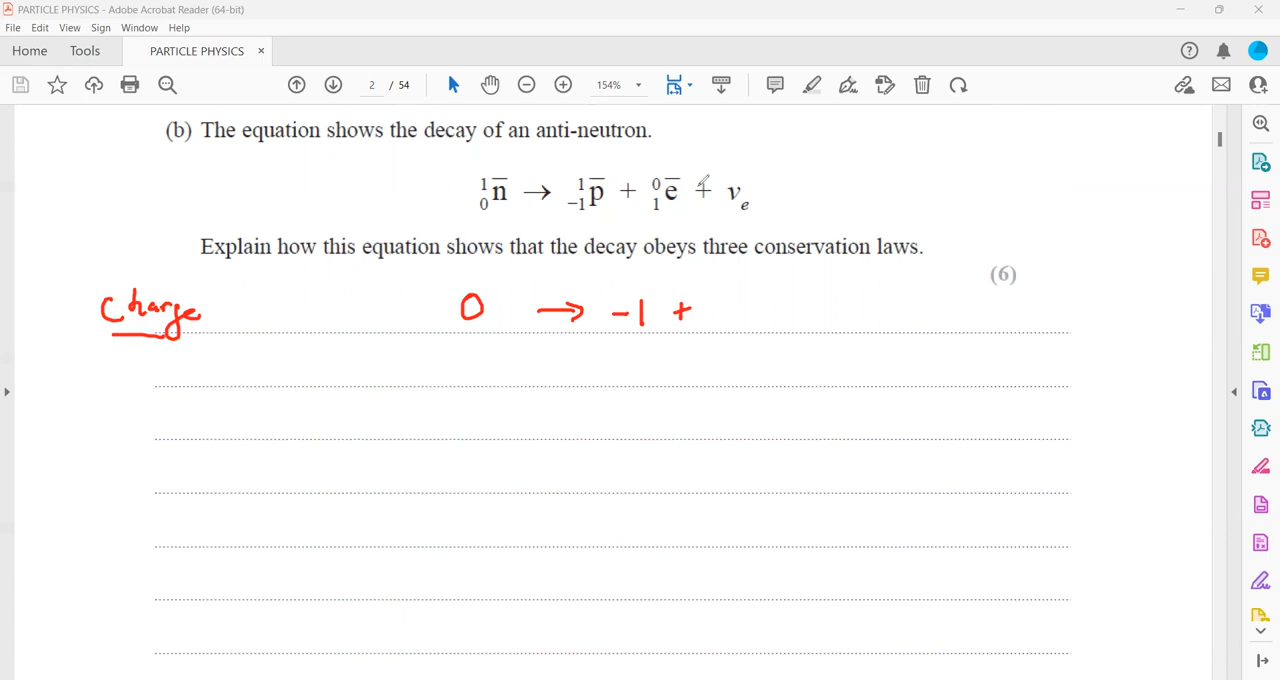 PARTICLE PHYSICS - Adobe Acrobat Reader (64-bit)
File Edit View Sign Window Help
Home Tools PARTICLE PHYSICS ×
2 / 54 154%
(b) The equation shows the decay of an anti-neutron.
¹₀n̅ → ¹₋₁p̅ + ⁰₁e̅ + νₑ
Explain how this equation shows that the decay obeys three conservation laws.
(6)
Charge 0 → -1 +